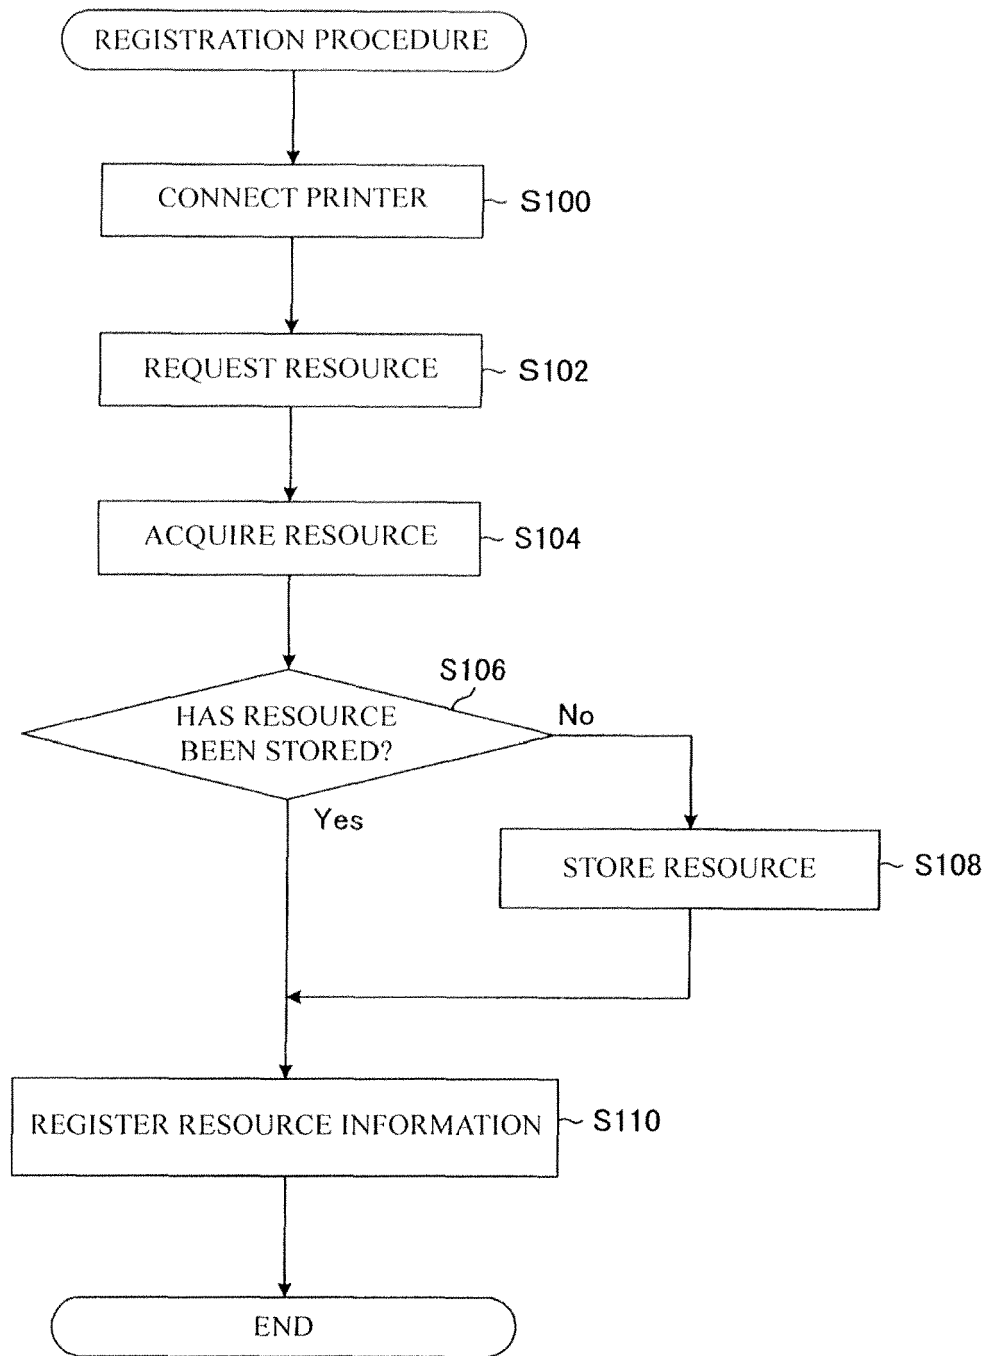 REGISTRATION PROCEDURE
CONNECT PRINTER
S100
REQUEST RESOURCE
S102
ACQUIRE RESOURCE
S104
S106
HAS RESOURCE
BEEN STORED?
No
Yes
STORE RESOURCE
S108
REGISTER RESOURCE INFORMATION
S110
END